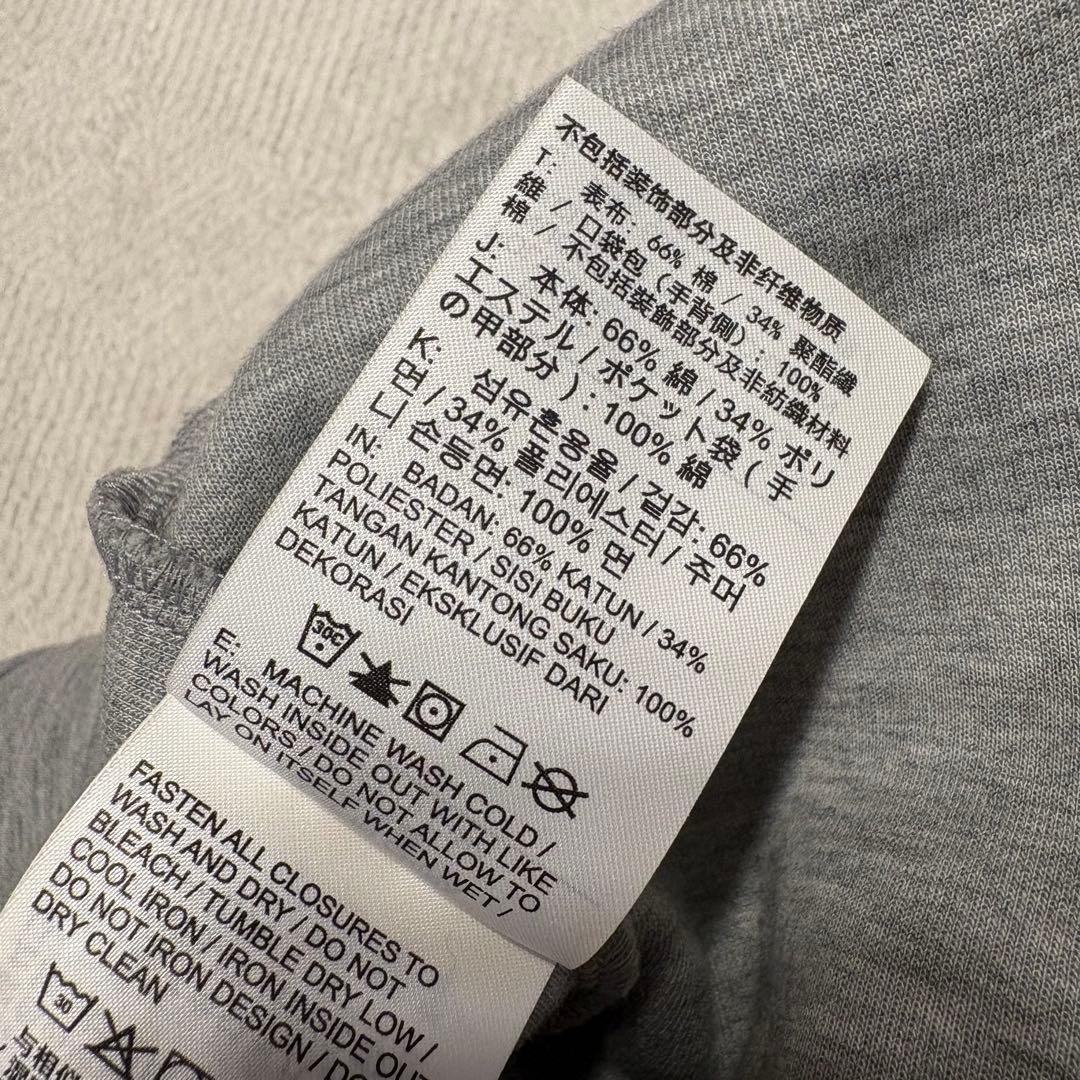 不包括装饰部分及非纤维物质
T: 表布: 66% 棉 / 34% 聚酯纖
維 / 口袋包 (手背側) : 100%
棉 / 不包括裝飾部分及非紡織材料
J: 本体: 66% 綿 / 34% ポリ
エステル / ポケット袋 ( 手
の甲部分 ) : 100% 綿
K: 섬유혼용율 / 겉감: 66%
면 / 34% 폴리에스터 / 주머
니 손등면: 100% 면
IN: BADAN: 66% KATUN / 34%
POLIESTER / SISI BUKU
TANGAN KANTONG SAKU: 100%
KATUN / EKSKLUSIF DARI
DEKORASI
30C
E: MACHINE WASH COLD /
WASH INSIDE OUT WITH LIKE
COLORS / DO NOT ALLOW TO
LAY ON ITSELF WHEN WET /
FASTEN ALL CLOSURES TO
WASH AND DRY / DO NOT
BLEACH / TUMBLE DRY LOW /
COOL IRON / IRON INSIDE OUT
DO NOT IRON DESIGN / DO
DRY CLEAN
30
与相似